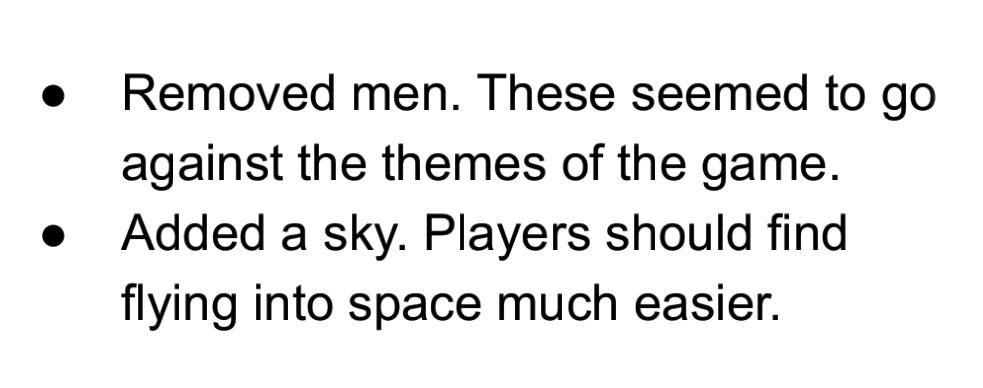 ● Removed men. These seemed to go
against the themes of the game.
● Added a sky. Players should find
flying into space much easier.